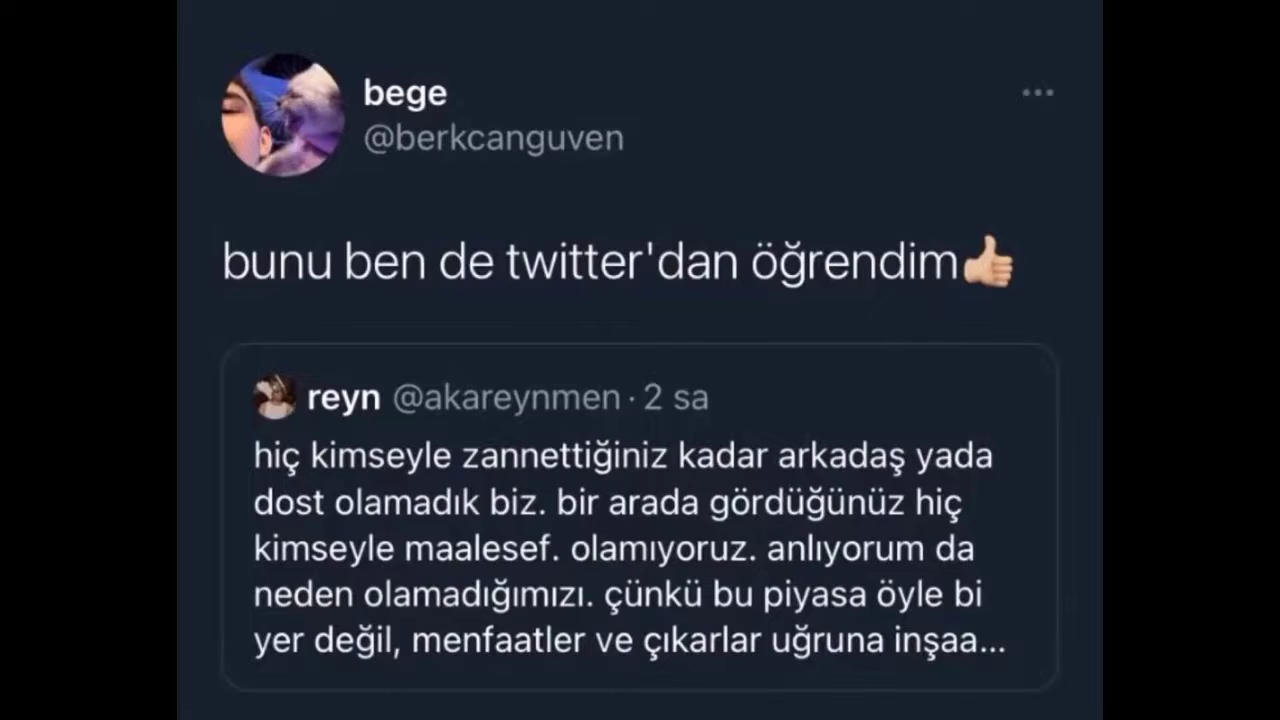 bege
@berkcanguven
bunu ben de twitter'dan öğrendim👍🏼
reyn @akareynmen · 2 sa
hiç kimseyle zannettiğiniz kadar arkadaş yada
dost olamadık biz. bir arada gördüğünüz hiç
kimseyle maalesef. olamıyoruz. anlıyorum da
neden olamadığımızı. çünkü bu piyasa öyle bi
yer değil, menfaatler ve çıkarlar uğruna inşaa...